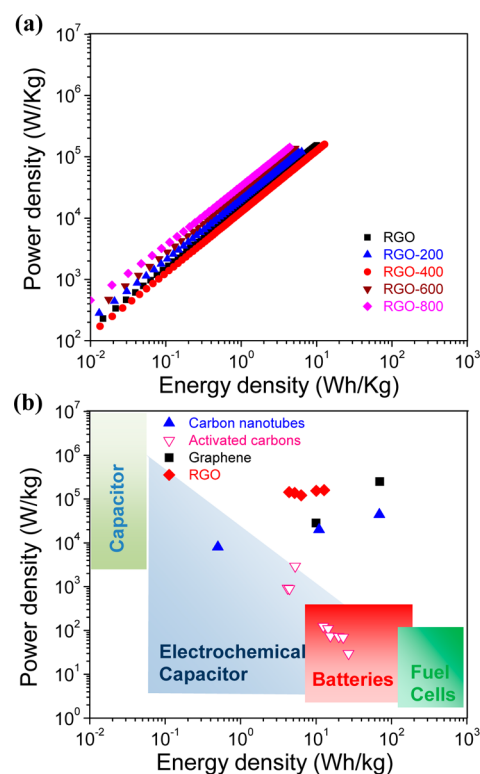 (a)
10^7
10^6
10^5
10^4
10^3
10^2
Power density (W/Kg)
RGO
RGO-200
RGO-400
RGO-600
RGO-800
10^-2 10^-1 10^0 10^1 10^2 10^3
Energy density (Wh/Kg)
(b)
10^7
10^6
10^5
10^4
10^3
10^2
10^1
10^0
Power density (W/kg)
Carbon nanotubes
Activated carbons
Graphene
RGO
Capacitor
Electrochemical
Capacitor
Batteries
Fuel
Cells
10^-2 10^-1 10^0 10^1 10^2 10^3
Energy density (Wh/kg)